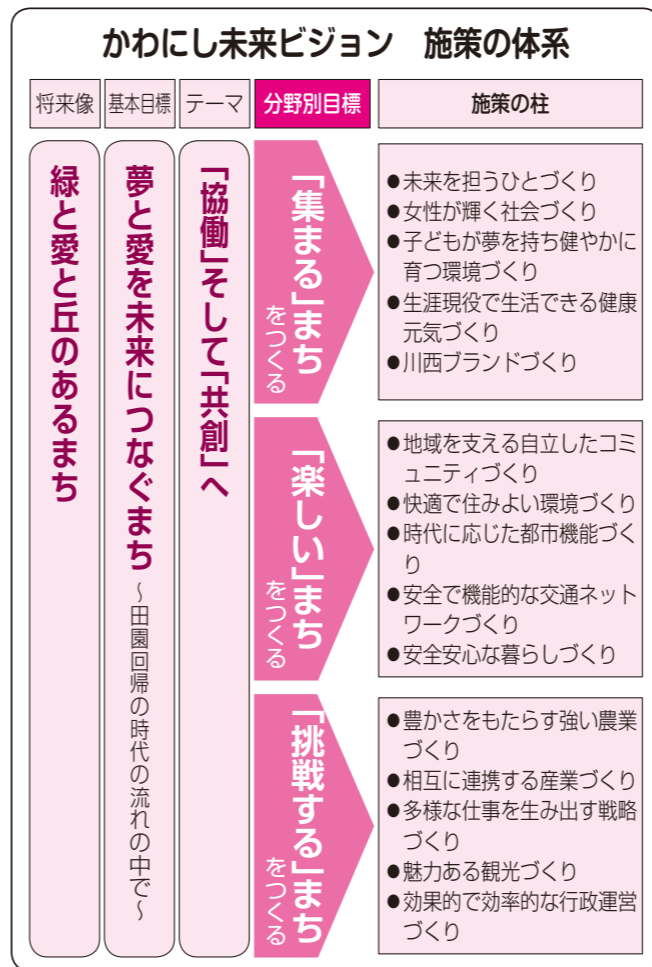 かわにし未来ビジョン　施策の体系
将来像
基本目標
テーマ
分野別目標
施策の柱
緑と愛と丘のあるまち
夢と愛を未来につなぐまち
～田園回帰の時代の流れの中で～
「協働」そして「共創」へ
「集まる」まち
をつくる
●未来を担うひとづくり
●女性が輝く社会づくり
●子どもが夢を持ち健やかに
育つ環境づくり
●生涯現役で生活できる健康
元気づくり
●川西ブランドづくり
「楽しい」まち
をつくる
●地域を支える自立したコミ
ュニティづくり
●快適で住みよい環境づくり
●時代に応じた都市機能づく
り
●安全で機能的な交通ネット
ワークづくり
●安全安心な暮らしづくり
「挑戦する」まち
をつくる
●豊かさをもたらす強い農業
づくり
●相互に連携する産業づくり
●多様な仕事を生み出す戦略
づくり
●魅力ある観光づくり
●効果的で効率的な行政運営
づくり